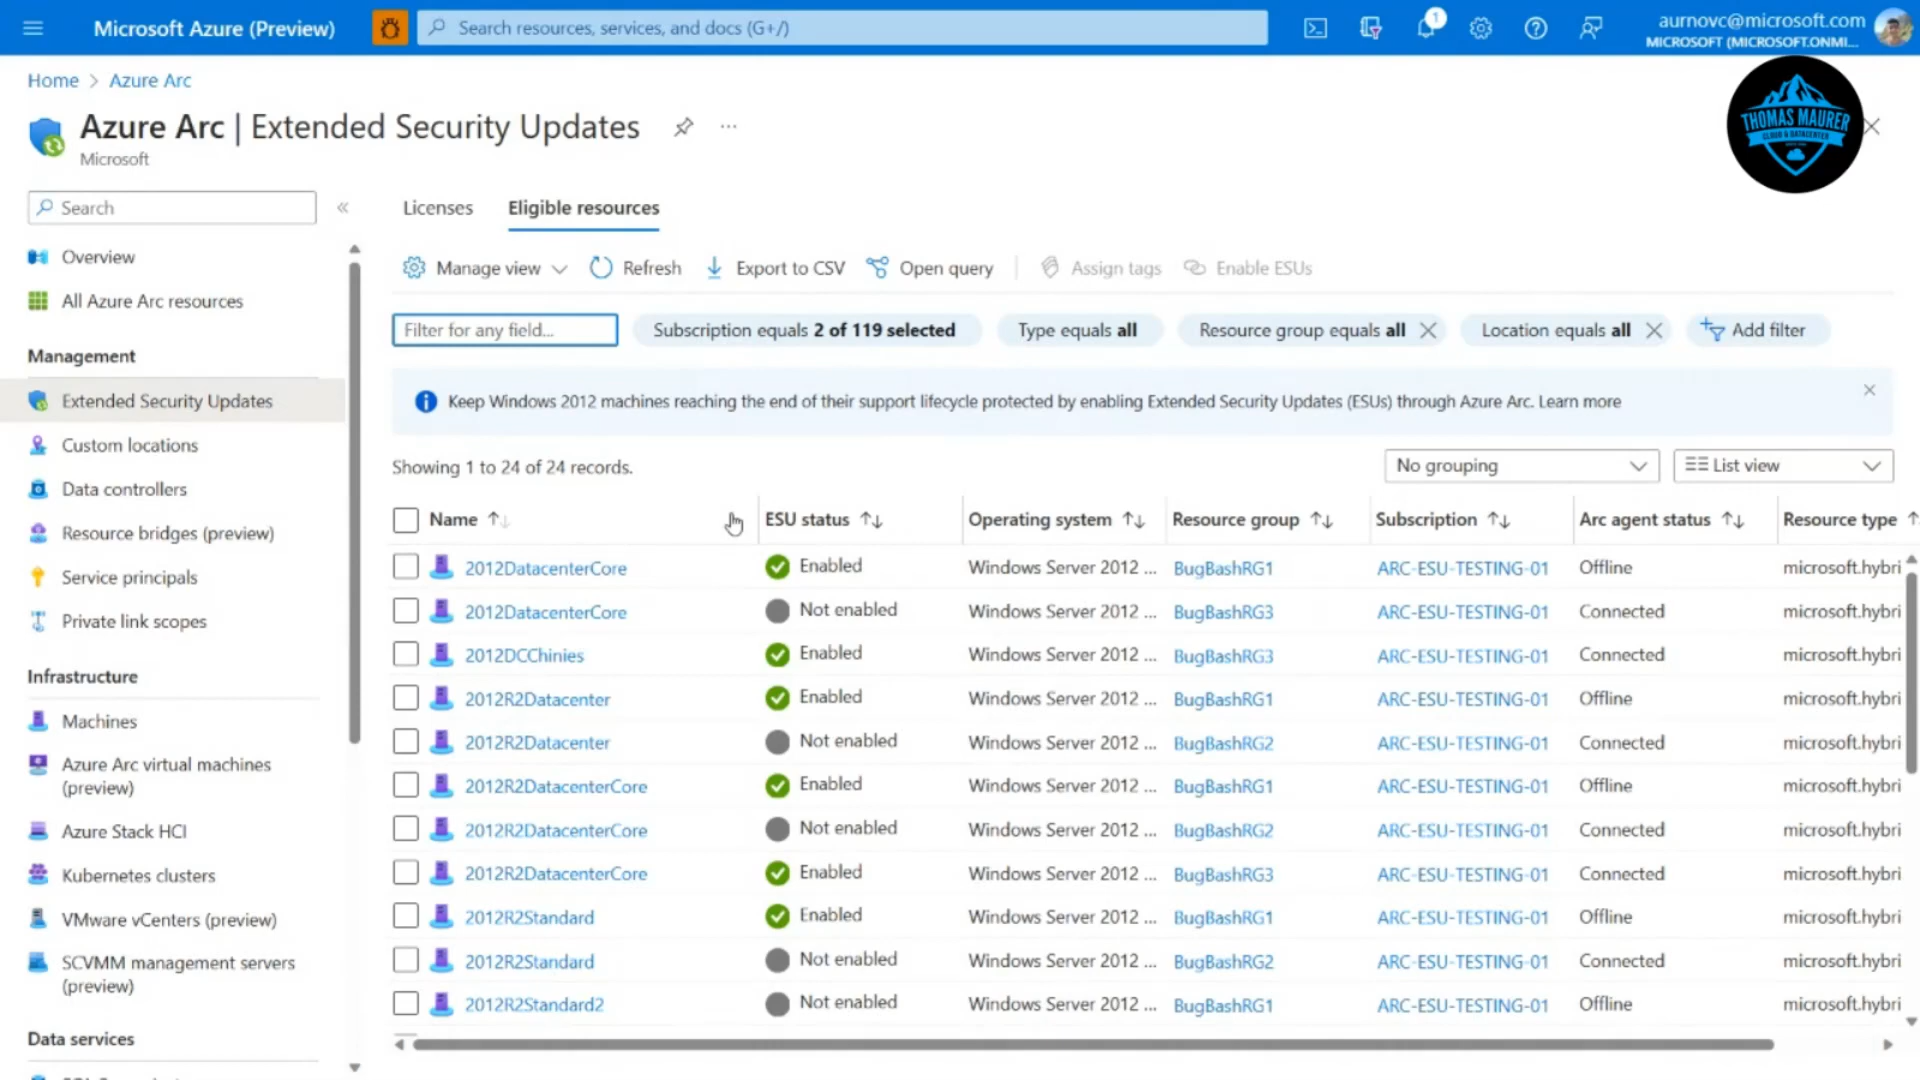 Microsoft Azure (Preview)
Search resources, services, and docs (G+/)
1
aurnovc@microsoft.com
MICROSOFT (MICROSOFT.ONMI...
Home > Azure Arc
THOMAS MAURER
CLOUD & DATACENTER
Azure Arc | Extended Security Updates
...
Microsoft
Search
«
Licenses
Eligible resources
Overview
All Azure Arc resources
Management
Extended Security Updates
Custom locations
Data controllers
Resource bridges (preview)
Service principals
Private link scopes
Infrastructure
Machines
Azure Arc virtual machines
(preview)
Azure Stack HCI
Kubernetes clusters
VMware vCenters (preview)
SCVMM management servers
(preview)
Data services
Manage view
Refresh
Export to CSV
Open query
Assign tags
Enable ESUs
Filter for any field...
Subscription equals 2 of 119 selected
Type equals all
Resource group equals all
Location equals all
Add filter
Keep Windows 2012 machines reaching the end of their support lifecycle protected by enabling Extended Security Updates (ESUs) through Azure Arc. Learn more
Showing 1 to 24 of 24 records.
No grouping
List view
Name ESU status Operating system Resource group Subscription Arc agent status Resource type
2012DatacenterCore Enabled Windows Server 2012 ... BugBashRG1 ARC-ESU-TESTING-01 Offline microsoft.hybri
2012DatacenterCore Not enabled Windows Server 2012 ... BugBashRG3 ARC-ESU-TESTING-01 Connected microsoft.hybri
2012DCChinies Enabled Windows Server 2012 ... BugBashRG3 ARC-ESU-TESTING-01 Connected microsoft.hybri
2012R2Datacenter Enabled Windows Server 2012 ... BugBashRG1 ARC-ESU-TESTING-01 Offline microsoft.hybri
2012R2Datacenter Not enabled Windows Server 2012 ... BugBashRG2 ARC-ESU-TESTING-01 Connected microsoft.hybri
2012R2DatacenterCore Enabled Windows Server 2012 ... BugBashRG1 ARC-ESU-TESTING-01 Offline microsoft.hybri
2012R2DatacenterCore Not enabled Windows Server 2012 ... BugBashRG2 ARC-ESU-TESTING-01 Connected microsoft.hybri
2012R2DatacenterCore Enabled Windows Server 2012 ... BugBashRG3 ARC-ESU-TESTING-01 Connected microsoft.hybri
2012R2Standard Enabled Windows Server 2012 ... BugBashRG1 ARC-ESU-TESTING-01 Offline microsoft.hybri
2012R2Standard Not enabled Windows Server 2012 ... BugBashRG2 ARC-ESU-TESTING-01 Connected microsoft.hybri
2012R2Standard2 Not enabled Windows Server 2012 ... BugBashRG1 ARC-ESU-TESTING-01 Offline microsoft.hybri